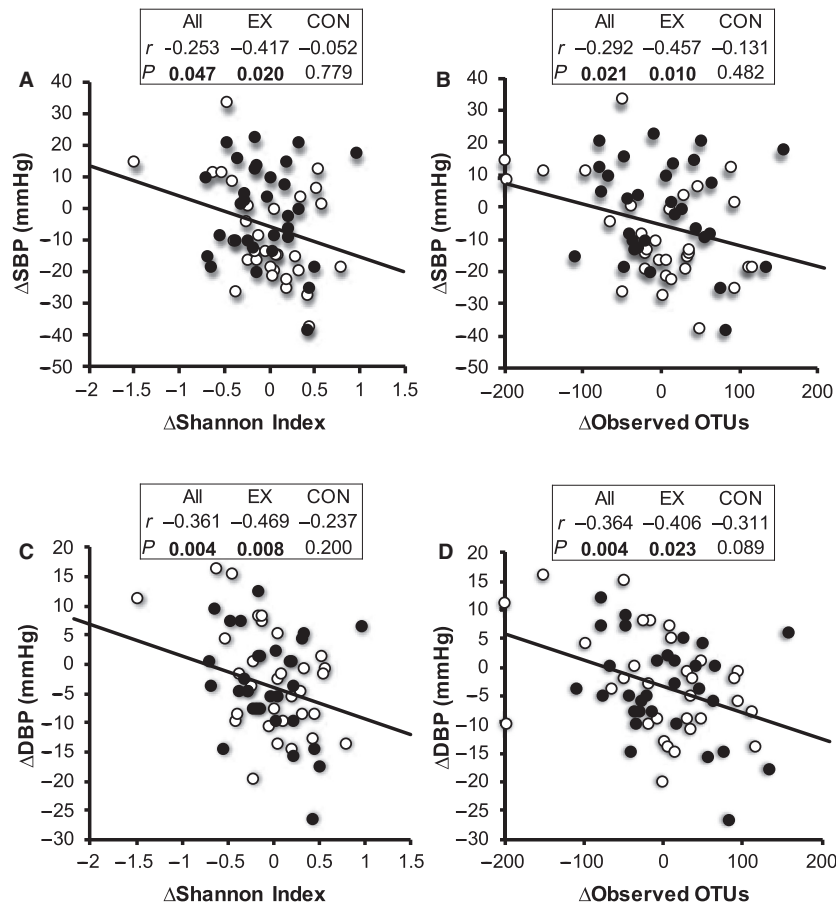 All EX CON
r -0.253 –0.417 –0.052
P 0.047 0.020 0.779
A
ΔSBP (mmHg)
40
30
20
10
0
–10
–20
–30
–40
–50
–2 –1.5 –1 –0.5 0 0.5 1 1.5
ΔShannon Index
All EX CON
r –0.292 –0.457 –0.131
P 0.021 0.010 0.482
B
ΔSBP (mmHg)
40
30
20
10
0
–10
–20
–30
–40
–50
–200 –100 0 100 200
ΔObserved OTUs
All EX CON
r –0.361 –0.469 –0.237
P 0.004 0.008 0.200
C
ΔDBP (mmHg)
20
15
10
5
0
–5
–10
–15
–20
–25
–30
–2 –1.5 –1 –0.5 0 0.5 1 1.5
ΔShannon Index
All EX CON
r –0.364 –0.406 –0.311
P 0.004 0.023 0.089
D
ΔDBP (mmHg)
20
15
10
5
0
–5
–10
–15
–20
–25
–30
–200 –100 0 100 200
ΔObserved OTUs